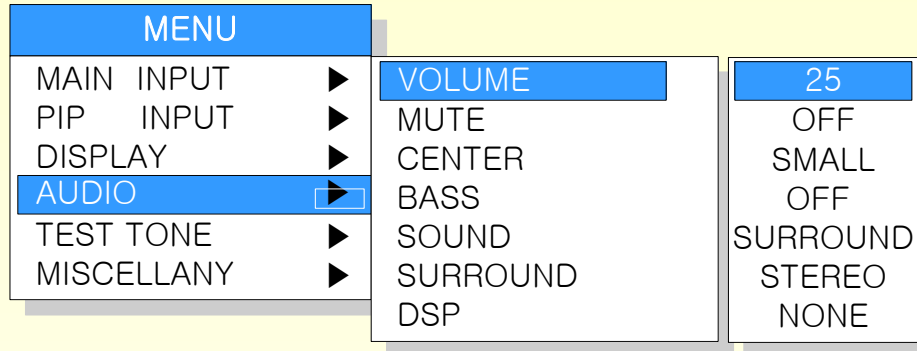 MENU
MAIN INPUT
PIP INPUT
DISPLAY
AUDIO
TEST TONE
MISCELLANY
VOLUME
MUTE
CENTER
BASS
SOUND
SURROUND
DSP
25
OFF
SMALL
OFF
SURROUND
STEREO
NONE